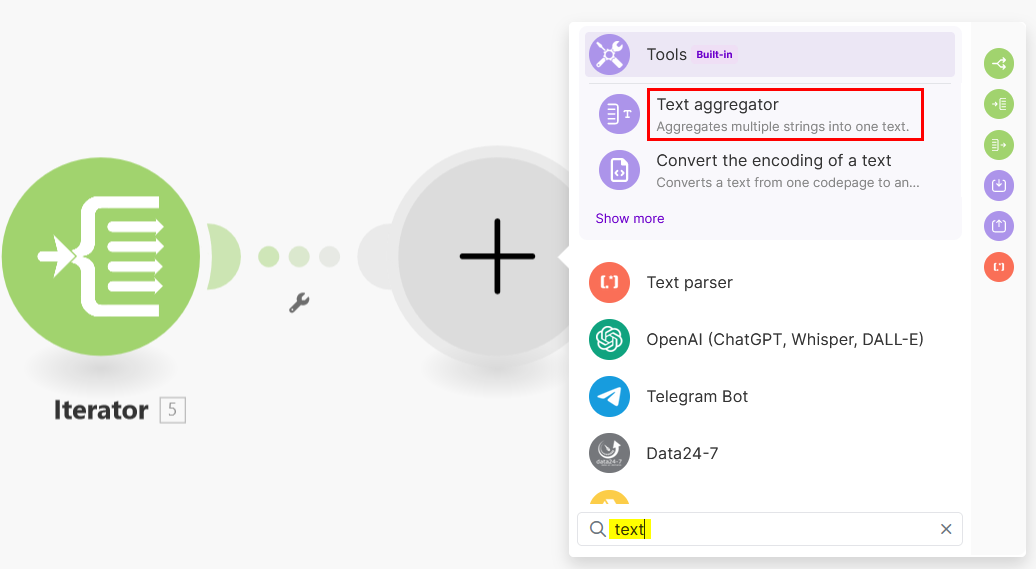 Tools Built-in
Text aggregator
Aggregates multiple strings into one text.
Convert the encoding of a text
Converts a text from one codepage to an...
Show more
Text parser
OpenAI (ChatGPT, Whisper, DALL-E)
Telegram Bot
data24-7
Data24-7
text
Iterator 5